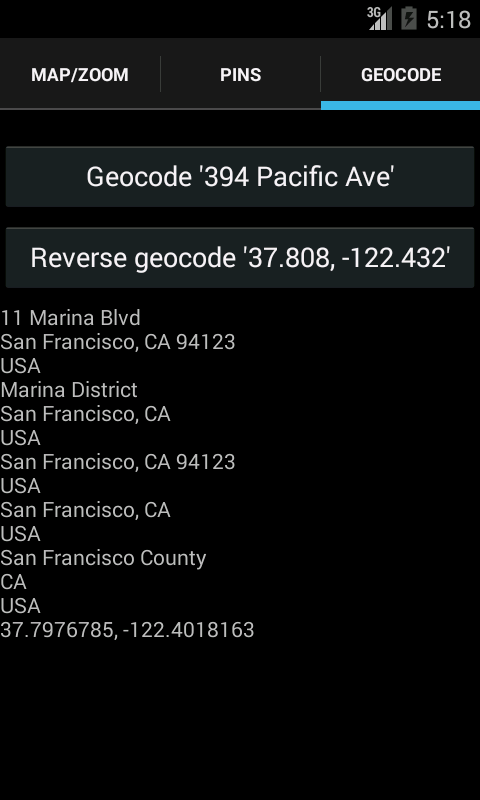 3G 5:18
MAP/ZOOM PINS GEOCODE
Geocode '394 Pacific Ave'
Reverse geocode '37.808, -122.432'
11 Marina Blvd
San Francisco, CA 94123
USA
Marina District
San Francisco, CA
USA
San Francisco, CA 94123
USA
San Francisco, CA
USA
San Francisco County
CA
USA
37.7976785, -122.4018163